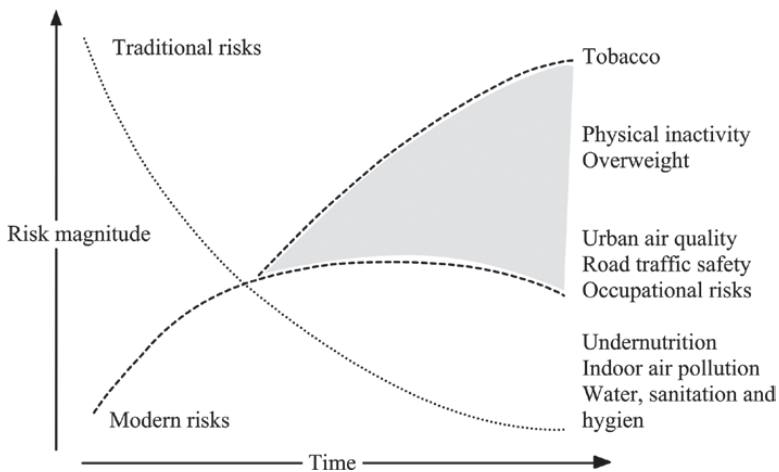 Traditional risks
Tobacco
Physical inactivity
Overweight
Risk magnitude
Urban air quality
Road traffic safety
Occupational risks
Undernutrition
Indoor air pollution
Water, sanitation and
hygien
Modern risks
Time